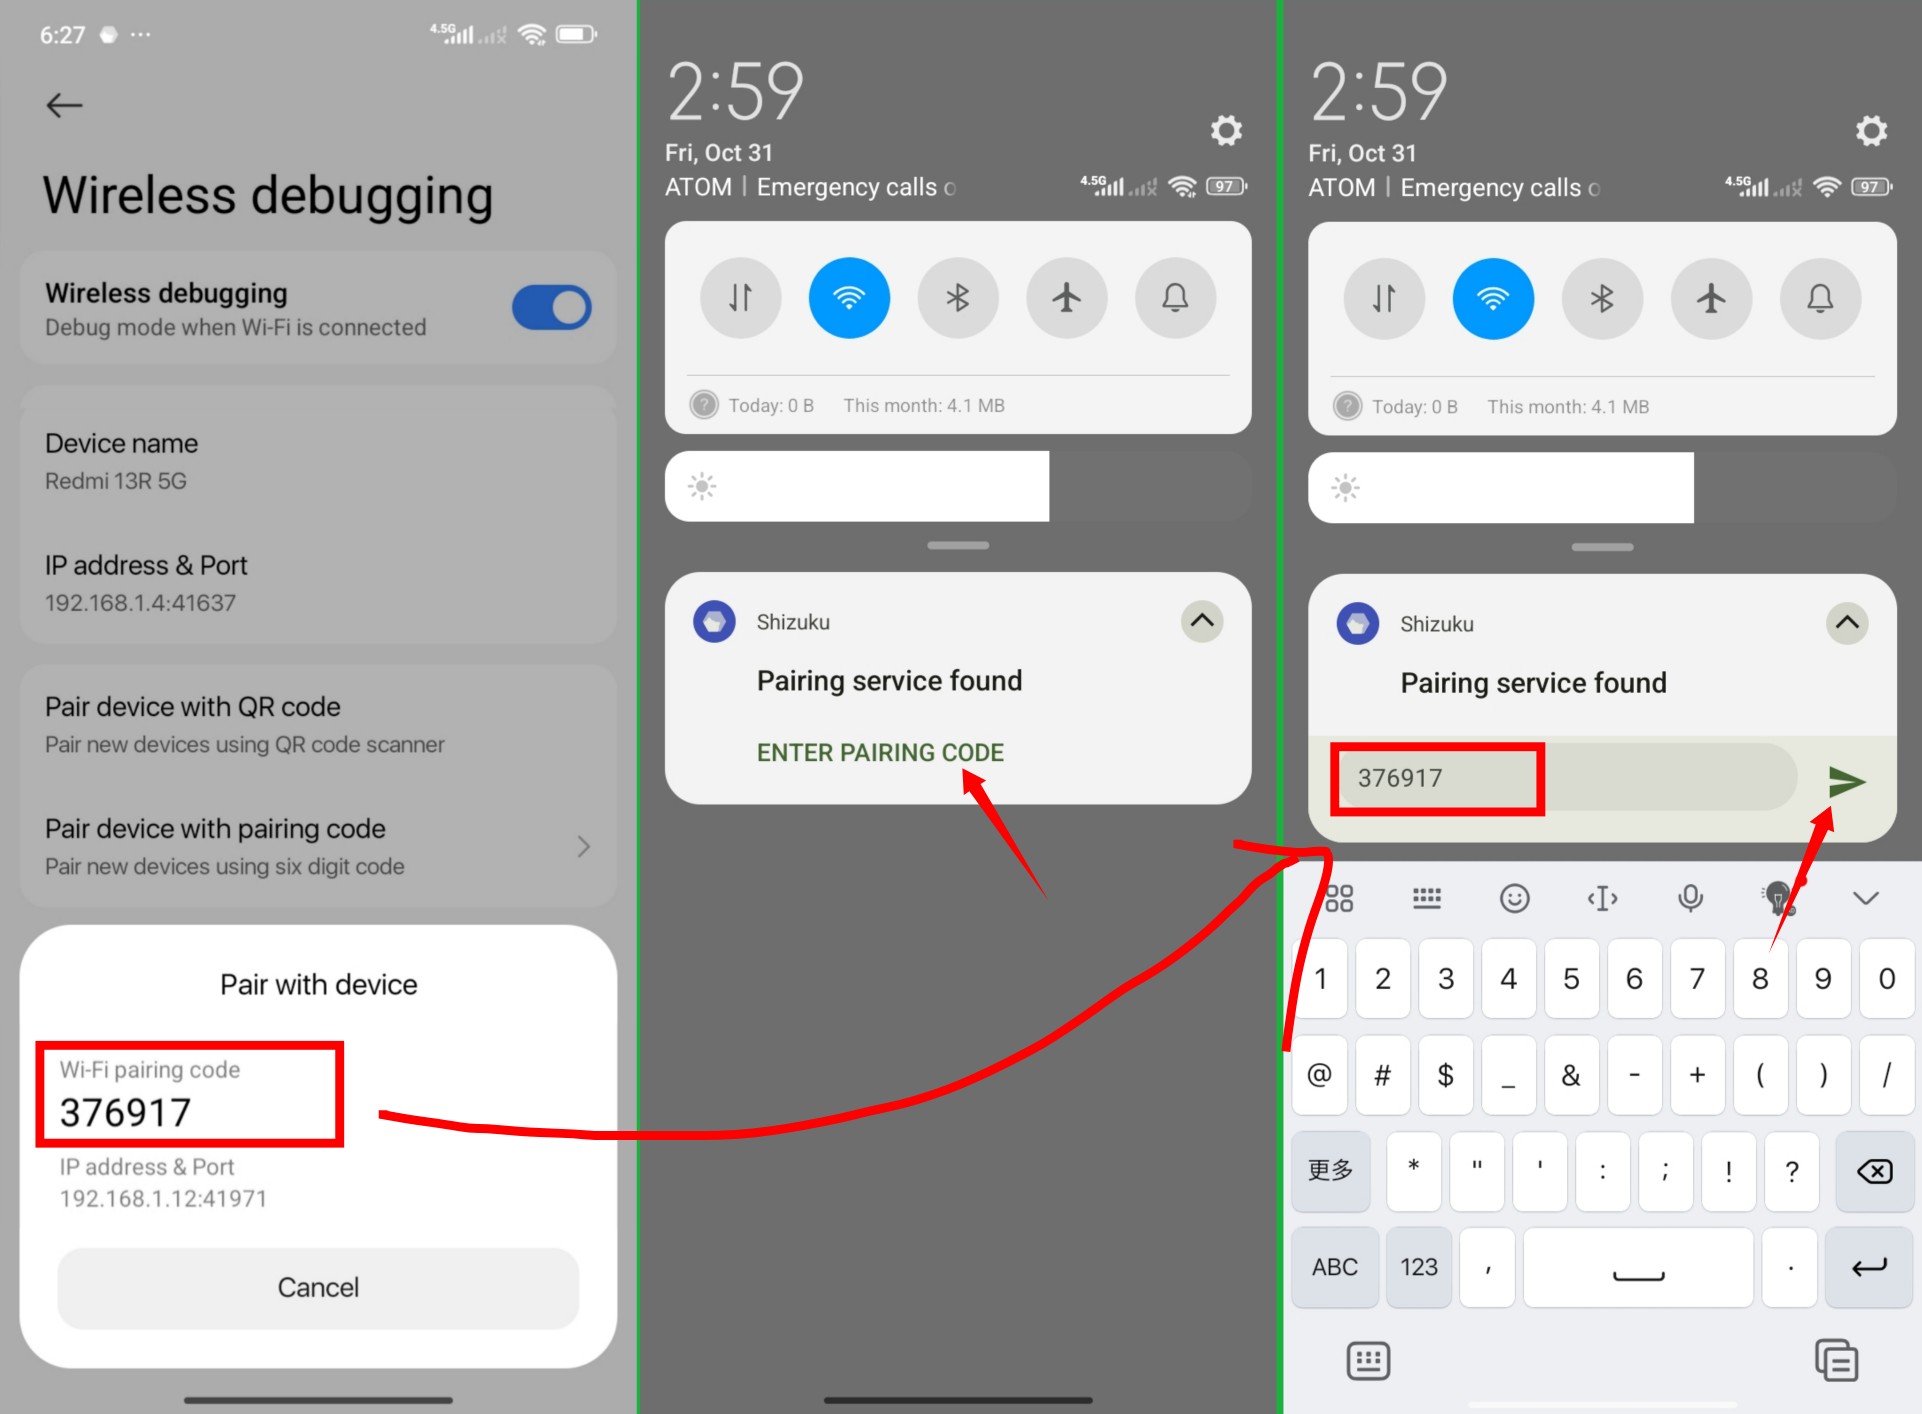 6:27
4.5G
Wireless debugging
Wireless debugging
Debug mode when Wi-Fi is connected
Device name
Redmi 13R 5G
IP address & Port
192.168.1.4:41637
Pair device with QR code
Pair new devices using QR code scanner
Pair device with pairing code
Pair new devices using six digit code
Pair with device
Wi-Fi pairing code
376917
IP address & Port
192.168.1.12:41971
Cancel
2:59
Fri, Oct 31
ATOM | Emergency calls o
4.5G
97
Today: 0 B This month: 4.1 MB
Shizuku
Pairing service found
ENTER PAIRING CODE
2:59
Fri, Oct 31
ATOM | Emergency calls o
4.5G
97
Today: 0 B This month: 4.1 MB
Shizuku
Pairing service found
376917
1 2 3 4 5 6 7 8 9 0
@ # $ _ & - + ( ) /
更多 * " ' : ; ! ?
ABC 123 , .